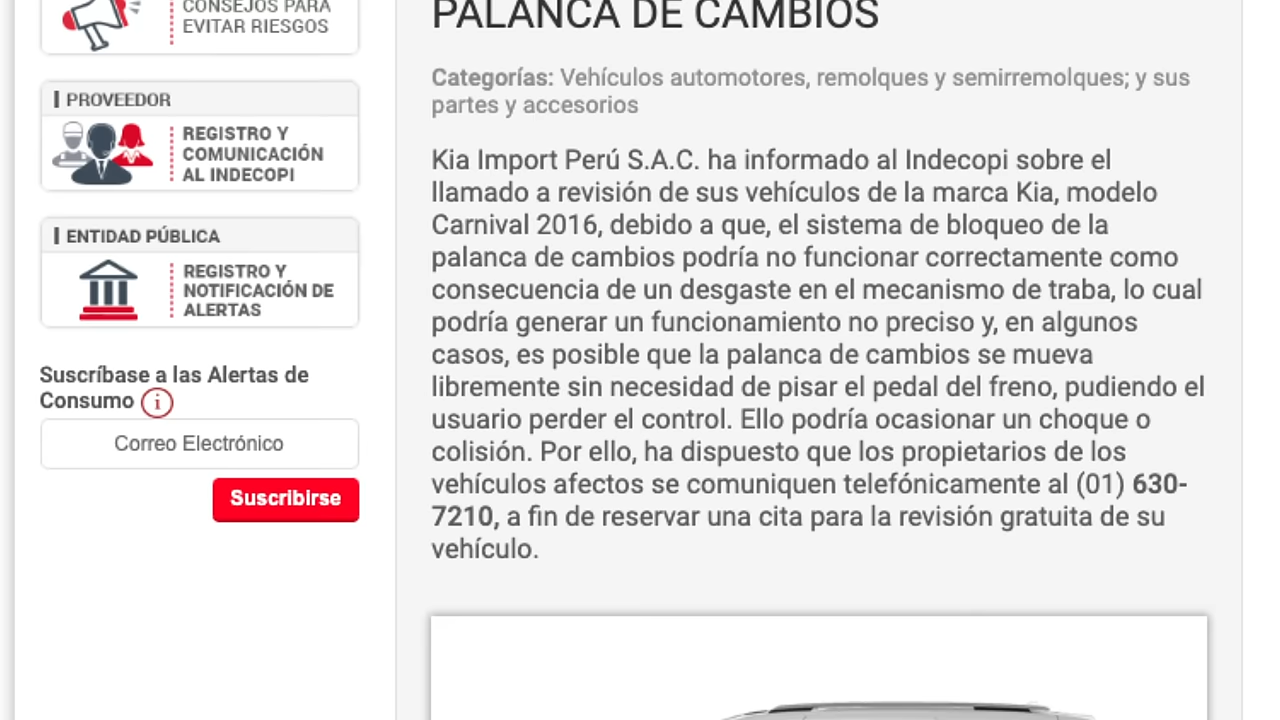 CONSEJOS PARA
EVITAR RIESGOS
PROVEEDOR
REGISTRO Y
COMUNICACIÓN
AL INDECOPI
ENTIDAD PÚBLICA
REGISTRO Y
NOTIFICACIÓN DE
ALERTAS
Suscríbase a las Alertas de
Consumo i
Correo Electrónico
Suscribirse
PALANCA DE CAMBIOS
Categorías: Vehículos automotores, remolques y semirremolques; y sus
partes y accesorios
Kia Import Perú S.A.C. ha informado al Indecopi sobre el
llamado a revisión de sus vehículos de la marca Kia, modelo
Carnival 2016, debido a que, el sistema de bloqueo de la
palanca de cambios podría no funcionar correctamente como
consecuencia de un desgaste en el mecanismo de traba, lo cual
podría generar un funcionamiento no preciso y, en algunos
casos, es posible que la palanca de cambios se mueva
libremente sin necesidad de pisar el pedal del freno, pudiendo el
usuario perder el control. Ello podría ocasionar un choque o
colisión. Por ello, ha dispuesto que los propietarios de los
vehículos afectos se comuniquen telefónicamente al (01) 630-
7210, a fin de reservar una cita para la revisión gratuita de su
vehículo.